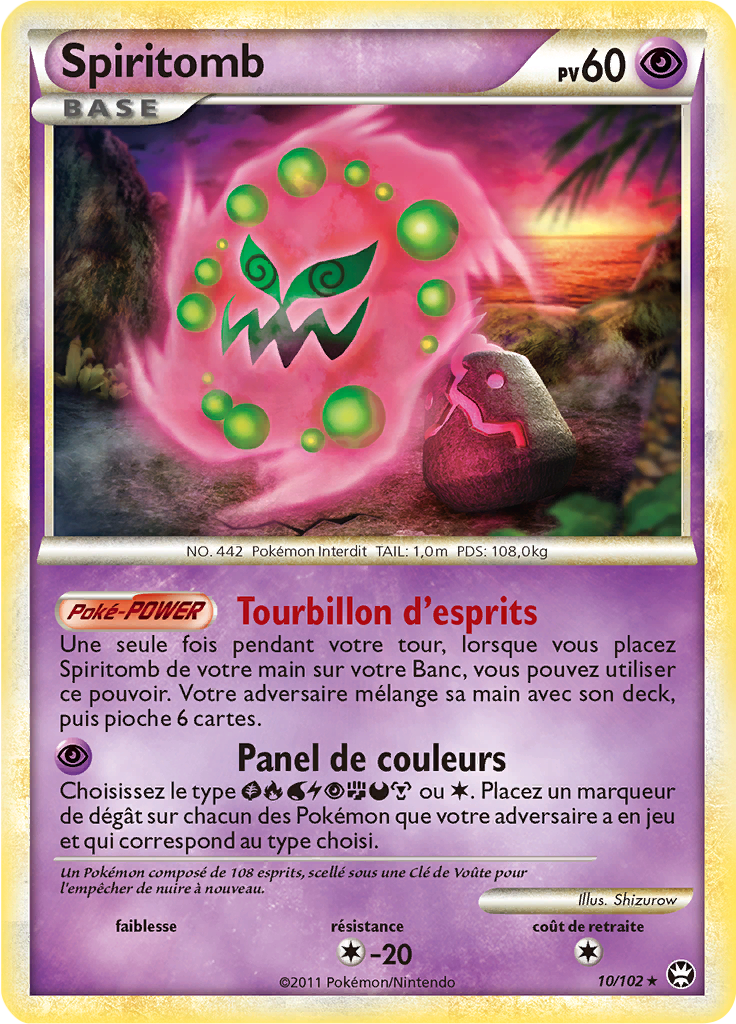 Spiritomb
PV60
BASE
NO. 442 Pokémon Interdit TAIL: 1,0m PDS: 108,0kg
Poké-POWER Tourbillon d'esprits
Une seule fois pendant votre tour, lorsque vous placez
Spiritomb de votre main sur votre Banc, vous pouvez utiliser
ce pouvoir. Votre adversaire mélange sa main avec son deck,
puis pioche 6 cartes.
Panel de couleurs
Choisissez le type ou . Placez un marqueur
de dégât sur chacun des Pokémon que votre adversaire a en jeu
et qui correspond au type choisi.
Un Pokémon composé de 108 esprits, scellé sous une Clé de Voûte pour
l'empêcher de nuire à nouveau.
Illus. Shizurow
faiblesse résistance coût de retraite
-20
©2011 Pokémon/Nintendo 10/102 ★